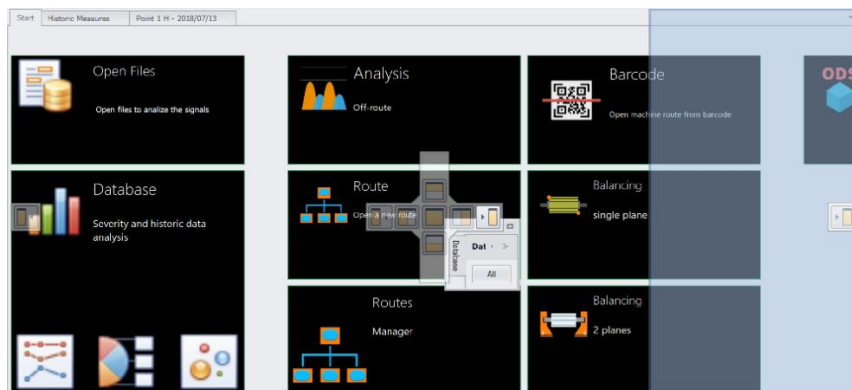 Start
Historic Measures
Point 1 H - 2018/07/13
Open Files
Open files to analize the signals
Analysis
Off-route
Barcode
Open machine route from barcode
ODS
Database
Severity and historic data
analysis
Route
Open a new route
Balancing
single plane
Database
Dat
All
Routes
Manager
Balancing
2 planes